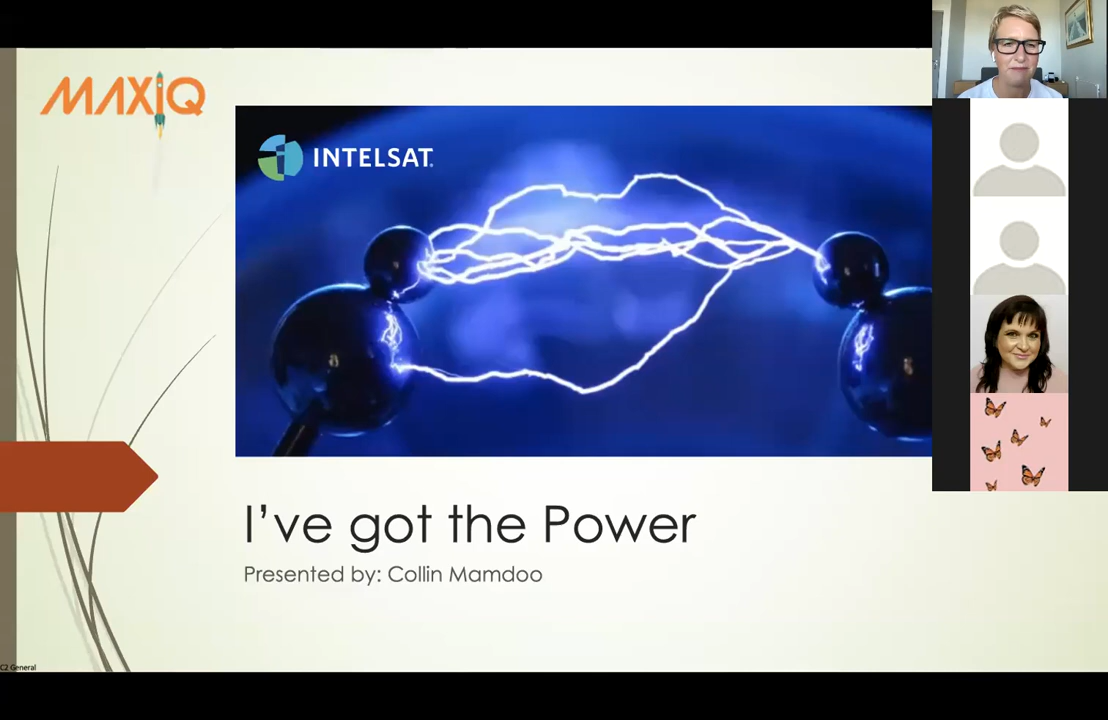 MAXIQ
INTELSAT
I've got the Power
Presented by: Collin Mamdoo
C2 General